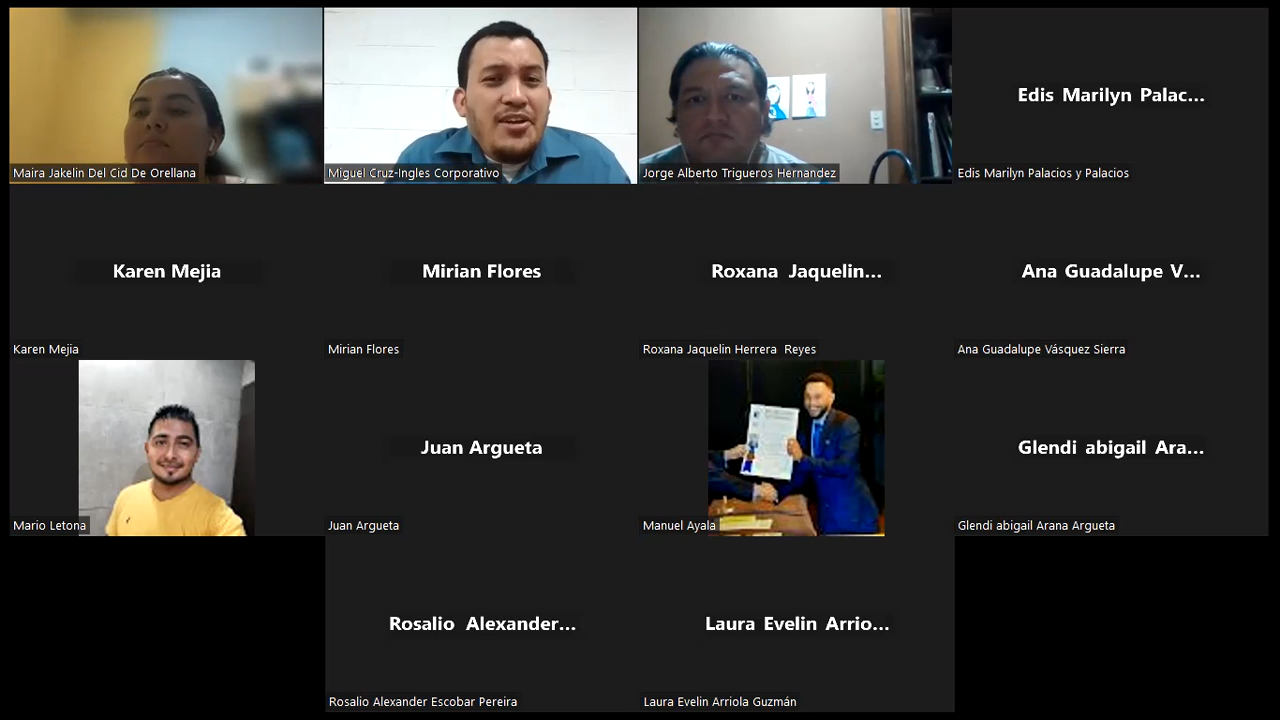 Maira Jakelin Del Cid De Orellana
Miguel Cruz-Ingles Corporativo
Jorge Alberto Trigueros Hernandez
Edis Marilyn Palac...
Edis Marilyn Palacios y Palacios
Karen Mejia
Karen Mejia
Mirian Flores
Mirian Flores
Roxana Jaquelin...
Roxana Jaquelin Herrera Reyes
Ana Guadalupe V...
Ana Guadalupe Vásquez Sierra
Mario Letona
Juan Argueta
Juan Argueta
Manuel Ayala
Glendi abigail Ara...
Glendi abigail Arana Argueta
Rosalio Alexander...
Rosalio Alexander Escobar Pereira
Laura Evelin Arrio...
Laura Evelin Arriola Guzmán